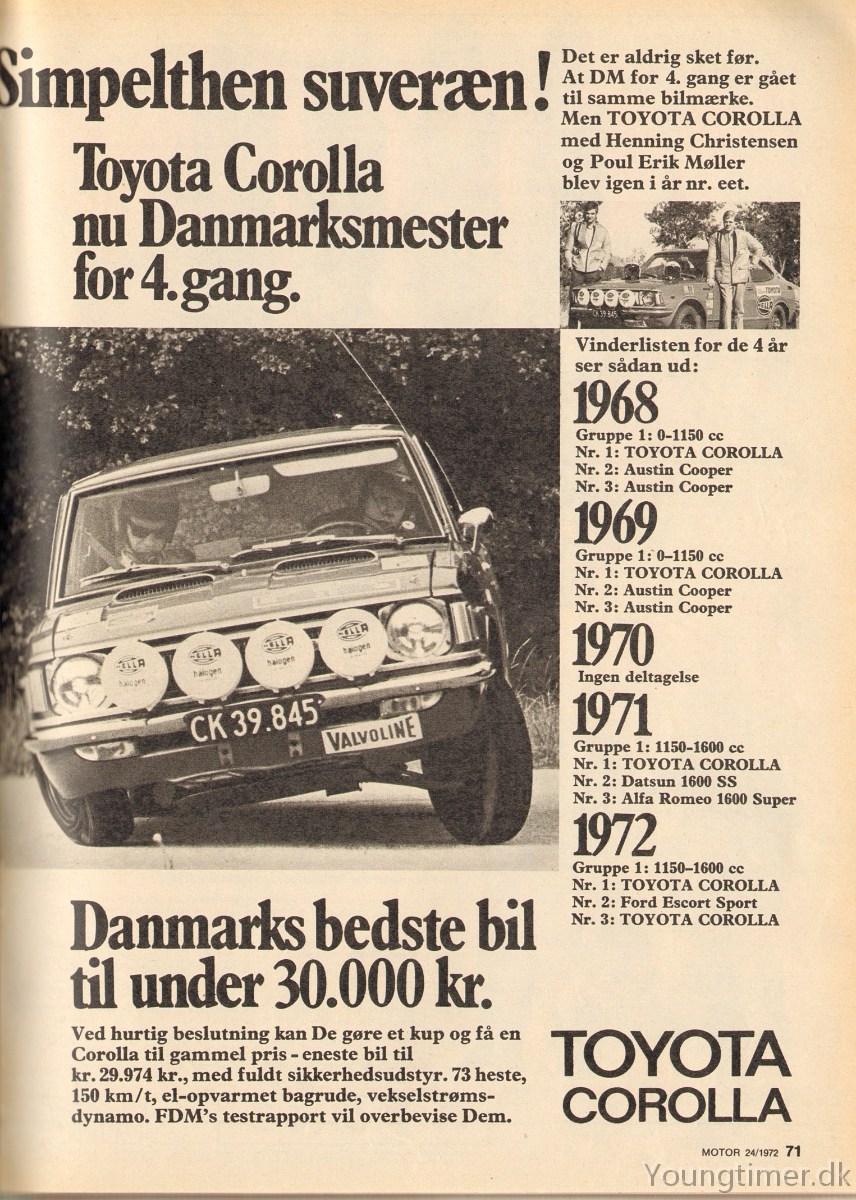 Simpelthen suveræn!
Toyota Corolla
nu Danmarksmester
for 4. gang.
Det er aldrig sket før.
At DM for 4. gang er gået
til samme bilmærke.
Men TOYOTA COROLLA
med Henning Christensen
og Poul Erik Møller
blev igen i år nr. eet.
TOYOTA
CK 39 845
Vinderlisten for de 4 år
ser sådan ud:
1968
Gruppe 1: 0-1150 cc
Nr. 1: TOYOTA COROLLA
Nr. 2: Austin Cooper
Nr. 3: Austin Cooper
1969
Gruppe 1: 0-1150 cc
Nr. 1: TOYOTA COROLLA
Nr. 2: Austin Cooper
Nr. 3: Austin Cooper
1970
Ingen deltagelse
1971
Gruppe 1: 1150-1600 cc
Nr. 1: TOYOTA COROLLA
Nr. 2: Datsun 1600 SS
Nr. 3: Alfa Romeo 1600 Super
1972
Gruppe 1: 1150-1600 cc
Nr. 1: TOYOTA COROLLA
Nr. 2: Ford Escort Sport
Nr. 3: TOYOTA COROLLA
HELLA
halogen
HELLA
halogen
HELLA
halogen
HELLA
halogen
CK 39.845
VALVOLINE
Danmarks bedste bil
til under 30.000 kr.
Ved hurtig beslutning kan De gøre et kup og få en
Corolla til gammel pris - eneste bil til
kr. 29.974 kr., med fuldt sikkerhedsudstyr. 73 heste,
150 km/t, el-opvarmet bagrude, vekselstrøms-
dynamo. FDM's testrapport vil overbevise Dem.
TOYOTA
COROLLA
MOTOR 24/1972 71
Youngtimer.dk